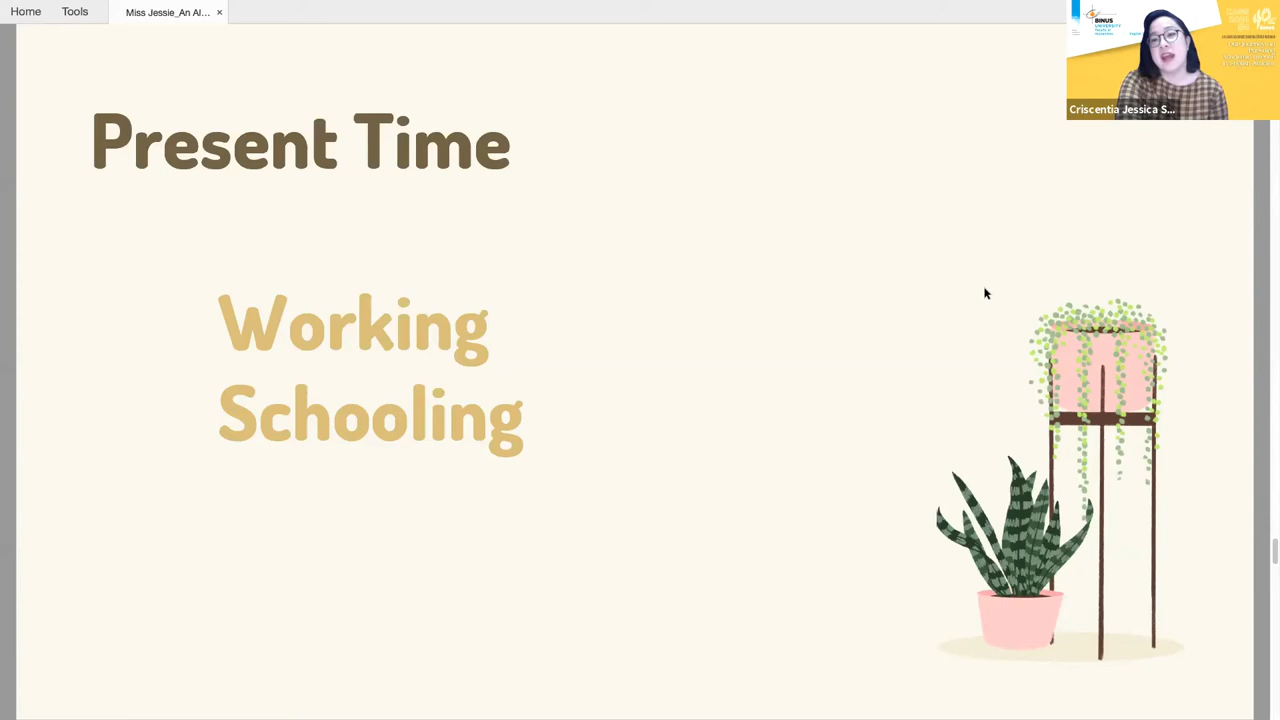 Home
Tools
Miss Jessie_An Al... ×
BINUS
UNIVERSITY
Criscentia Jessica S...
Present Time
Working
Schooling